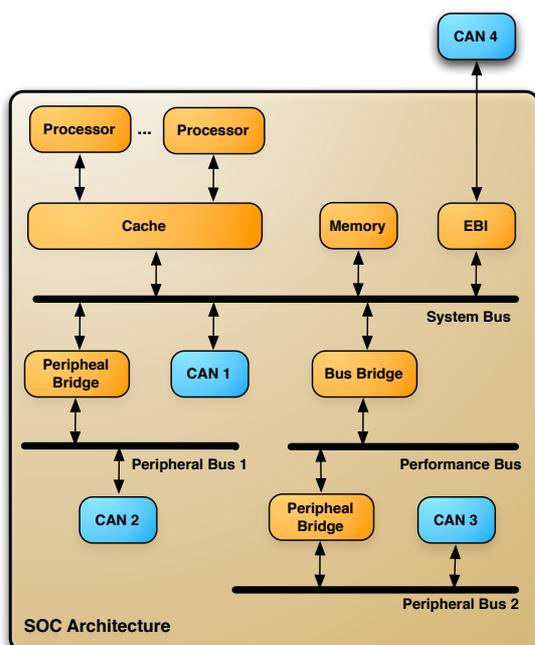 CAN 4
Processor
...
Processor
Cache
Memory
EBI
System Bus
Peripheal
Bridge
CAN 1
Bus Bridge
Peripheral Bus 1
Performance Bus
CAN 2
Peripheal
Bridge
CAN 3
Peripheral Bus 2
SOC Architecture